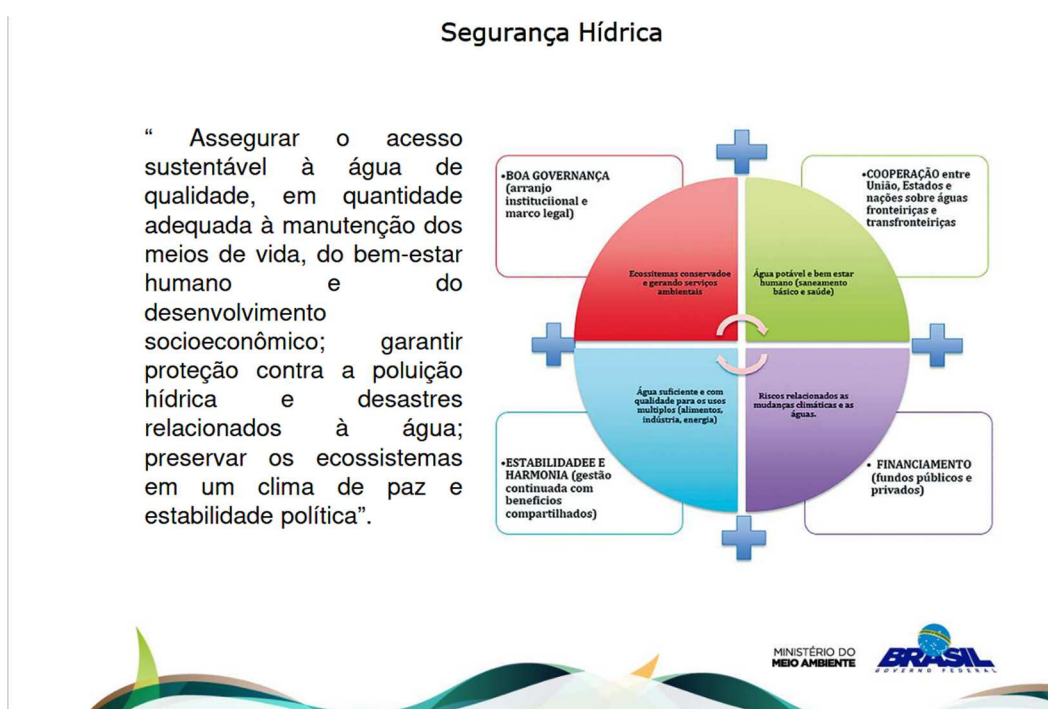 Segurança Hídrica
“ Assegurar o acesso
sustentável à água de
qualidade, em quantidade
adequada à manutenção dos
meios de vida, do bem-estar
humano e do
desenvolvimento
socioeconômico; garantir
proteção contra a poluição
hídrica e desastres
relacionados à água;
preservar os ecossistemas
em um clima de paz e
estabilidade política”.
•BOA GOVERNANÇA
(arranjo
instituciional e
marco legal)
•COOPERAÇÃO entre
União, Estados e
nações sobre águas
fronteiriças e
transfronteiriças
Ecossitemas conservadoe
e gerando serviços
ambientais
Água potável e bem estar
humano (saneamento
básico e saúde)
Água suficiente e com
qualidade para os usos
multiplos (alimentos,
indústria, energia)
Riscos relacionados as
mudanças climáticas e as
águas.
•ESTABILIDADEE E
HARMONIA (gestão
continuada com
beneficios
compartilhados)
• FINANCIAMENTO
(fundos públicos e
privados)
MINISTÉRIO DO
MEIO AMBIENTE
BRASIL
GOVERNO FEDERAL